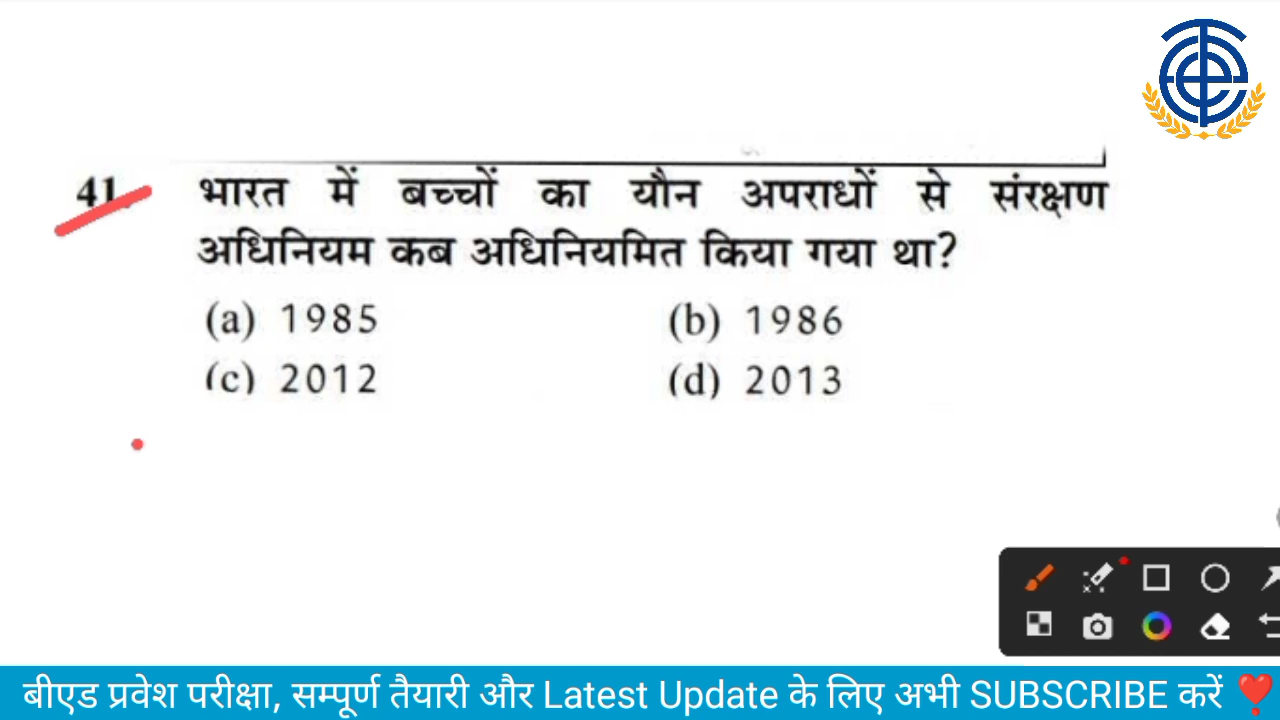 41. भारत में बच्चों का यौन अपराधों से संरक्षण
अधिनियम कब अधिनियमित किया गया था?
(a) 1985 (b) 1986
(c) 2012 (d) 2013
बीएड प्रवेश परीक्षा, सम्पूर्ण तैयारी और Latest Update के लिए अभी SUBSCRIBE करें ❣️